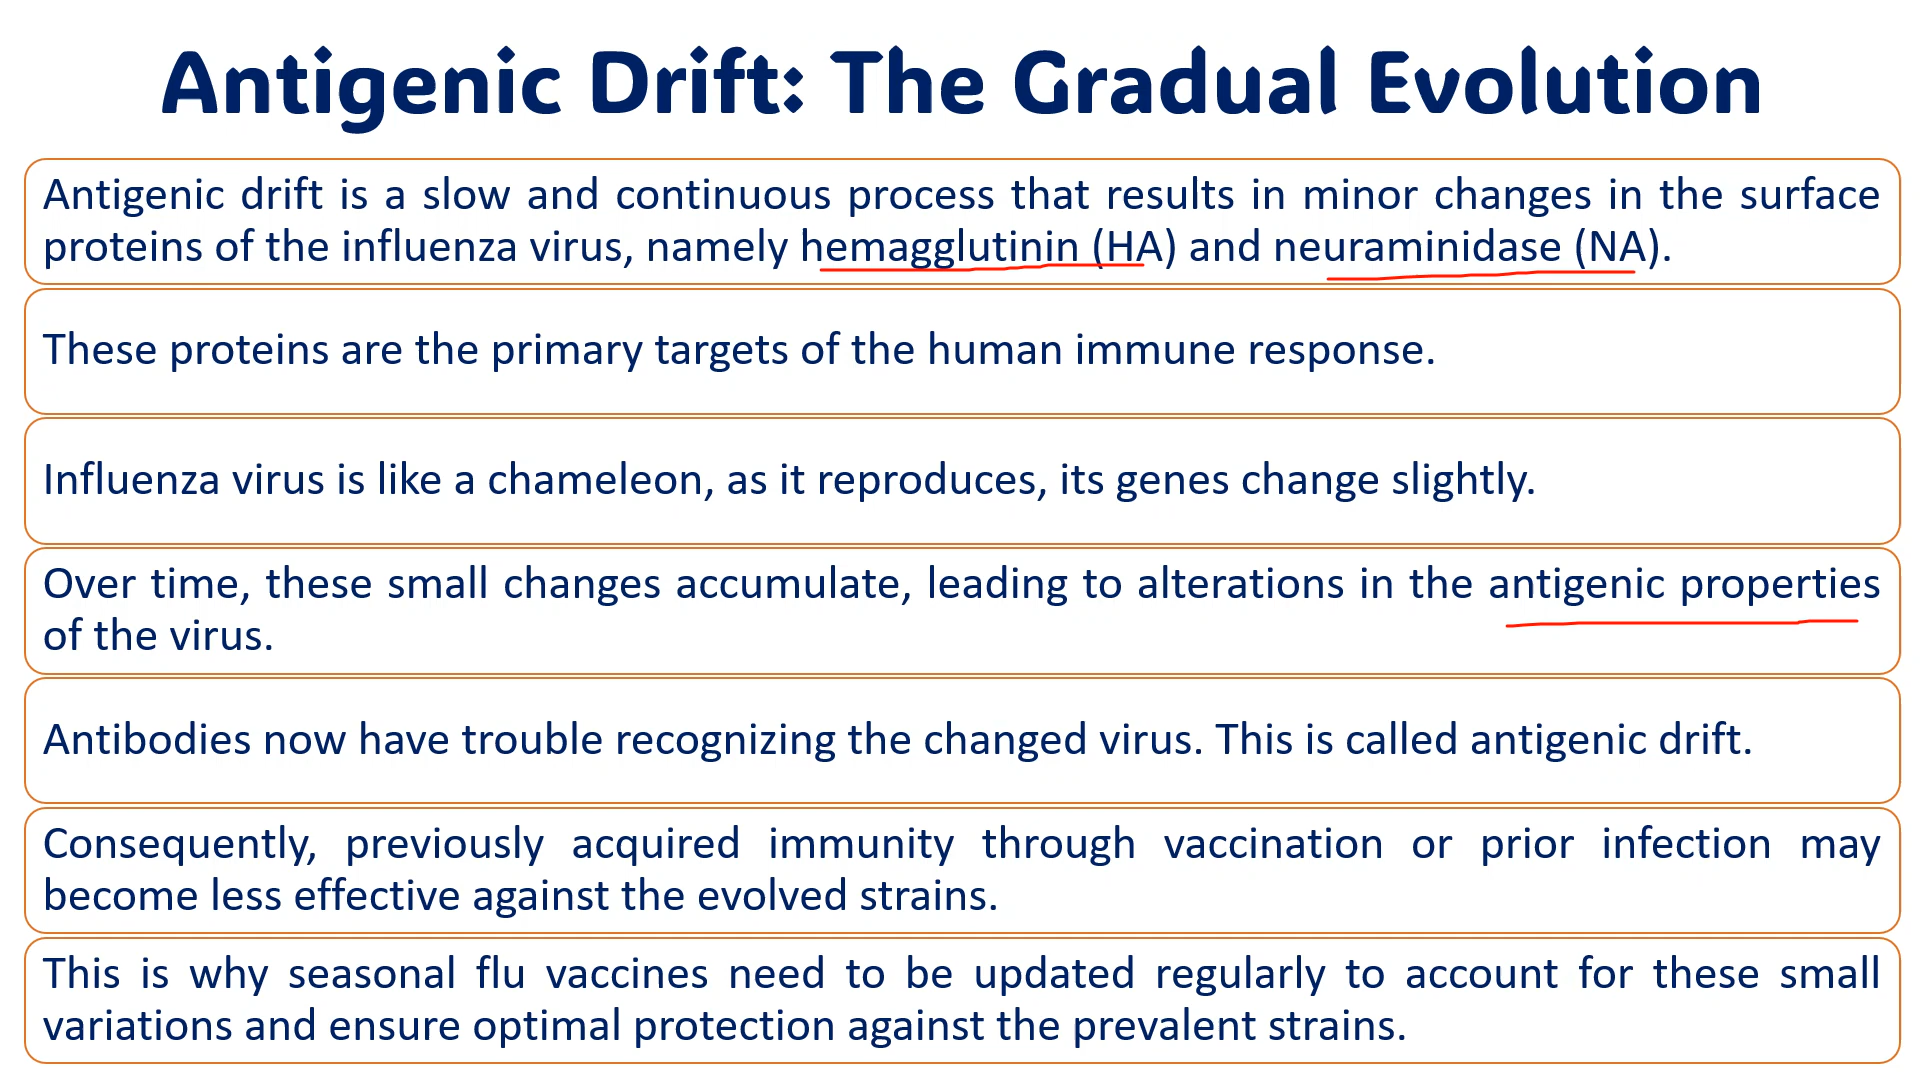 Antigenic Drift: The Gradual Evolution
Antigenic drift is a slow and continuous process that results in minor changes in the surface
proteins of the influenza virus, namely hemagglutinin (HA) and neuraminidase (NA).
These proteins are the primary targets of the human immune response.
Influenza virus is like a chameleon, as it reproduces, its genes change slightly.
Over time, these small changes accumulate, leading to alterations in the antigenic properties
of the virus.
Antibodies now have trouble recognizing the changed virus. This is called antigenic drift.
Consequently, previously acquired immunity through vaccination or prior infection may
become less effective against the evolved strains.
This is why seasonal flu vaccines need to be updated regularly to account for these small
variations and ensure optimal protection against the prevalent strains.